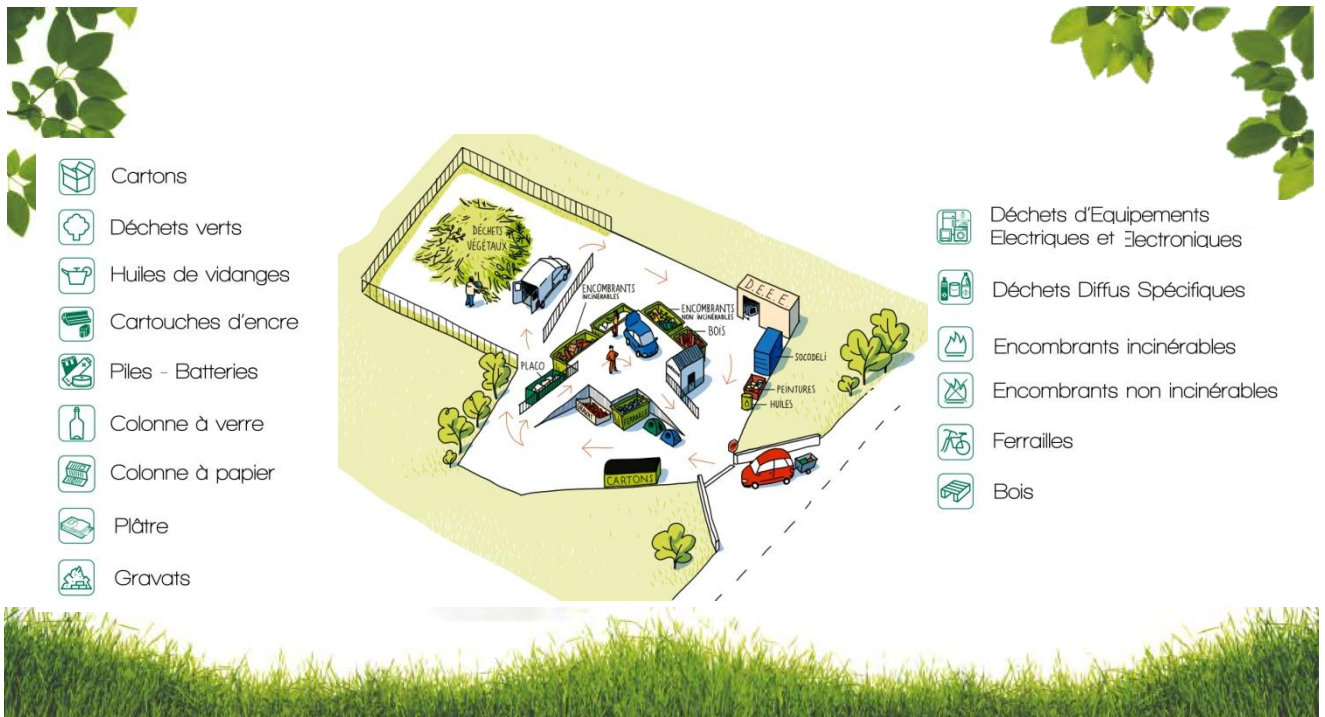 Cartons
Déchets verts
Huiles de vidanges
Cartouches d'encre
Piles - Batteries
Colonne à verre
Colonne à papier
Plâtre
Gravats
DÉCHETS
VÉGÉTAUX
ENCOMBRANTS
INCINÉRABLES
ENCOMBRANTS
NON INCINÉRABLES
BOIS
D.E.E.E
SOCODELI
PLACO
PEINTURES
HUILES
GRAVATS
FERRAILLE
CARTONS
Déchets d'Equipements
Electriques et Electroniques
Déchets Diffus Spécifiques
Encombrants incinérables
Encombrants non incinérables
Ferrailles
Bois